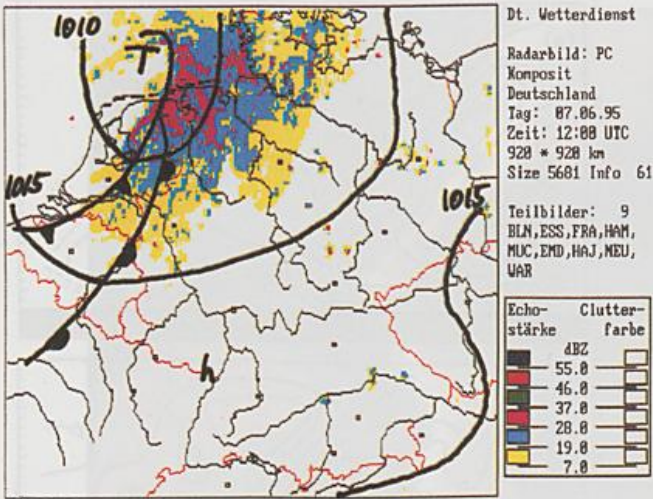 1010
T
1015
1015
h
Dt. Wetterdienst
Radarbild: PC
Komposit
Deutschland
Tag: 07.06.95
Zeit: 12:00 UTC
920 * 920 km
Size 5681 Info 61
Teilbilder: 9
BLN,ESS,FRA,HAM,
MUC,EMD,HAJ,NEU,
UAR
Echo- Clutter-
stärke farbe
dBZ
55.0
46.0
37.0
28.0
19.0
7.0